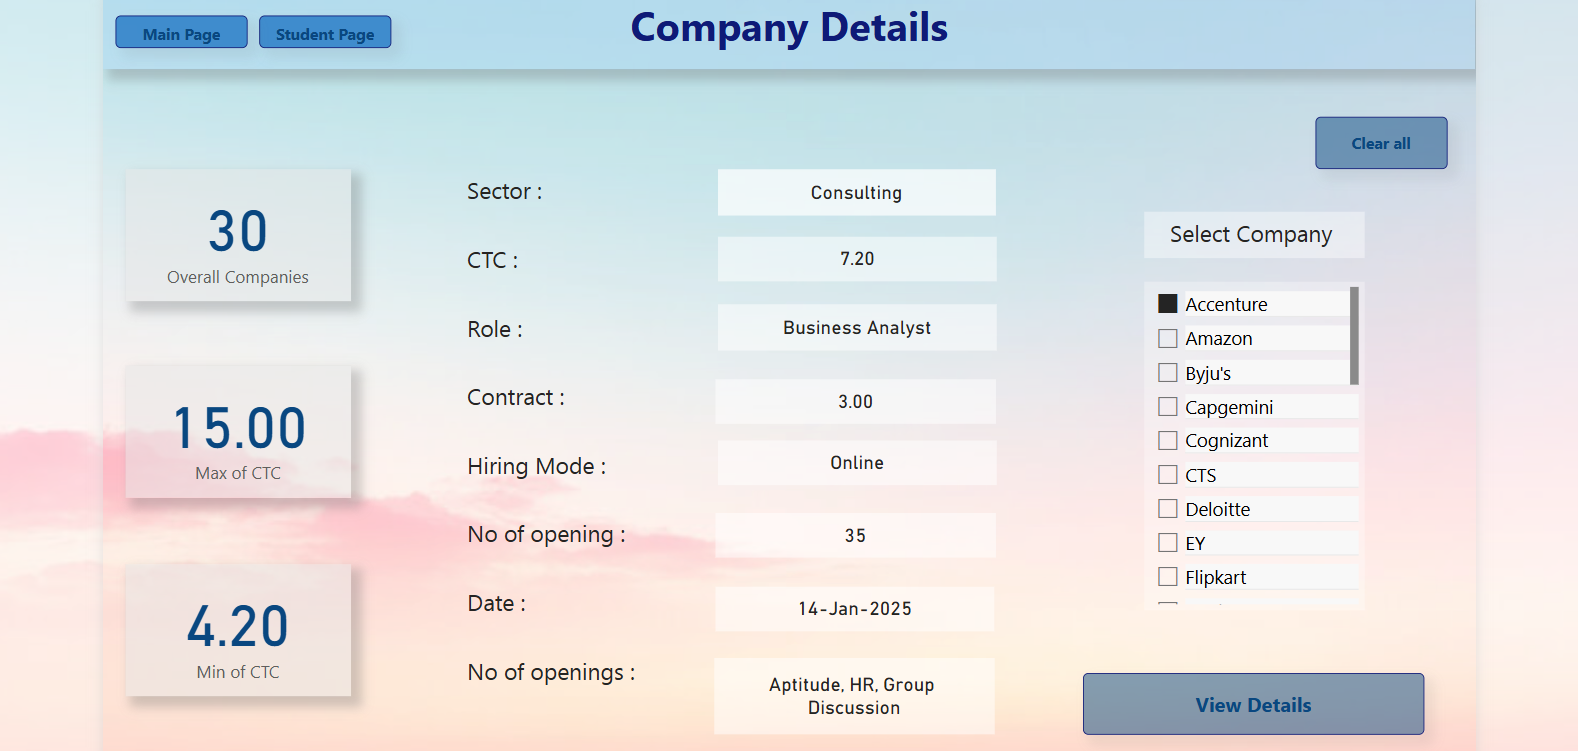 Main Page
Student Page
Company Details
Clear all
30
Overall Companies
15.00
Max of CTC
4.20
Min of CTC
Sector :
Consulting
CTC :
7.20
Role :
Business Analyst
Contract :
3.00
Hiring Mode :
Online
No of opening :
35
Date :
14-Jan-2025
No of openings :
Aptitude, HR, Group
Discussion
Select Company
Accenture
Amazon
Byju's
Capgemini
Cognizant
CTS
Deloitte
EY
Flipkart
View Details